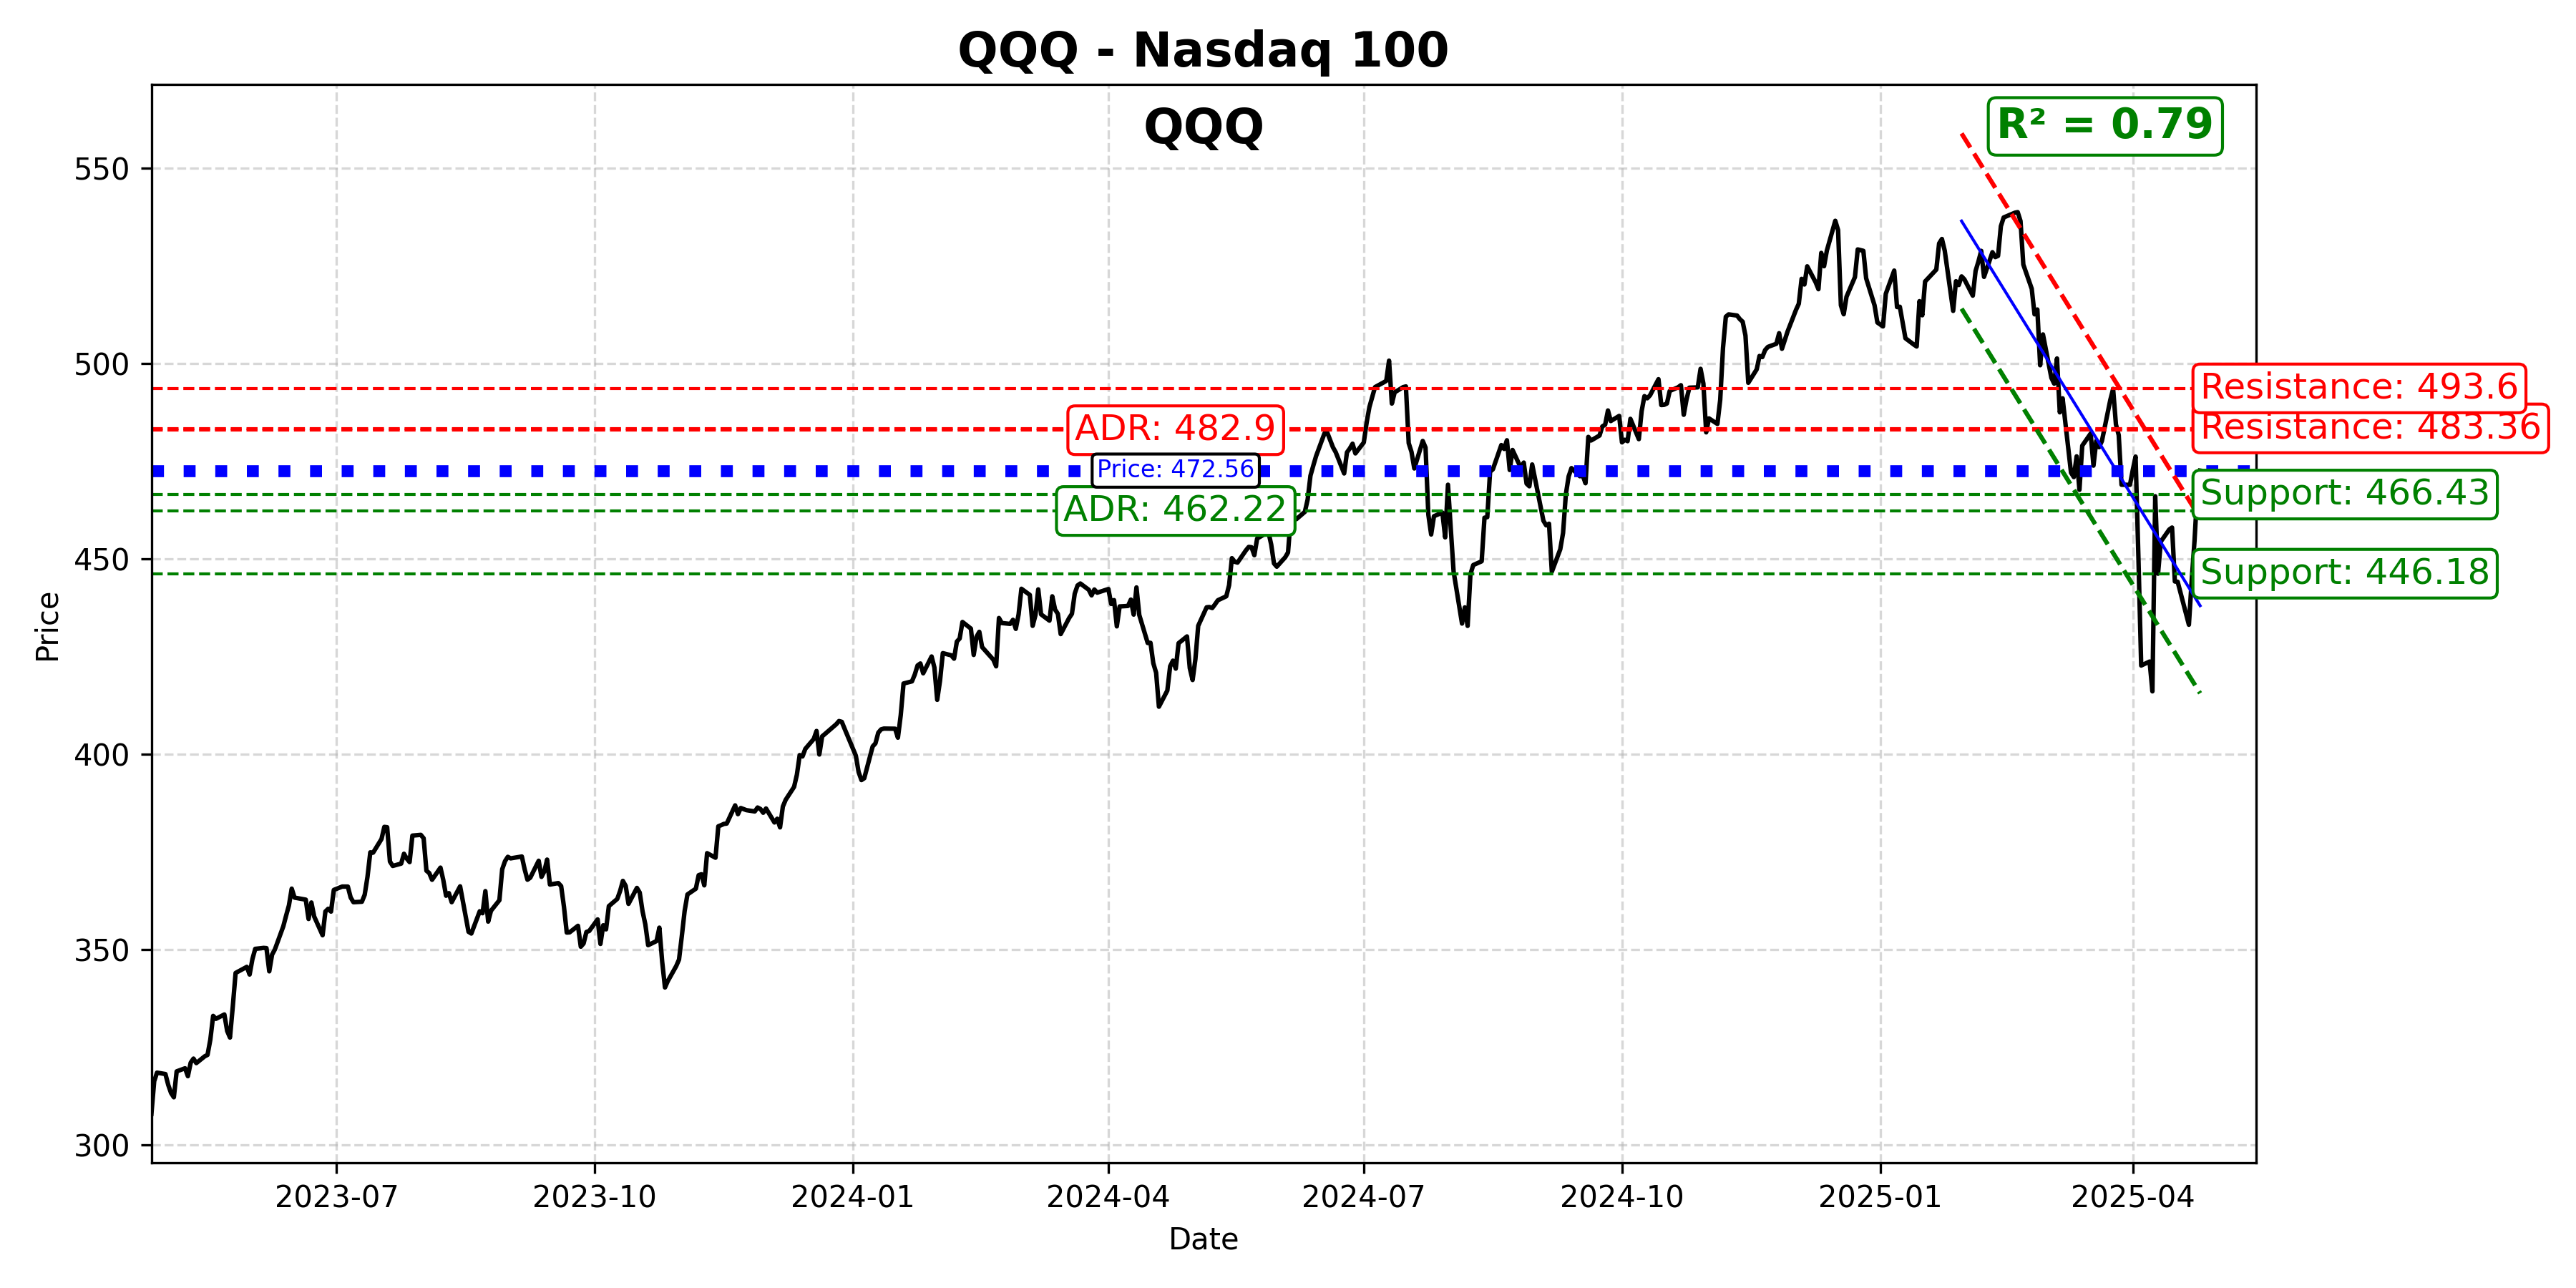 QQQ - Nasdaq 100
QQQ
R² = 0.79
550
500
450
400
350
300
Price
Resistance: 493.6
Resistance: 483.36
ADR: 482.9
Price: 472.56
Support: 466.43
ADR: 462.22
Support: 446.18
2023-07
2023-10
2024-01
2024-04
2024-07
2024-10
2025-01
2025-04
Date